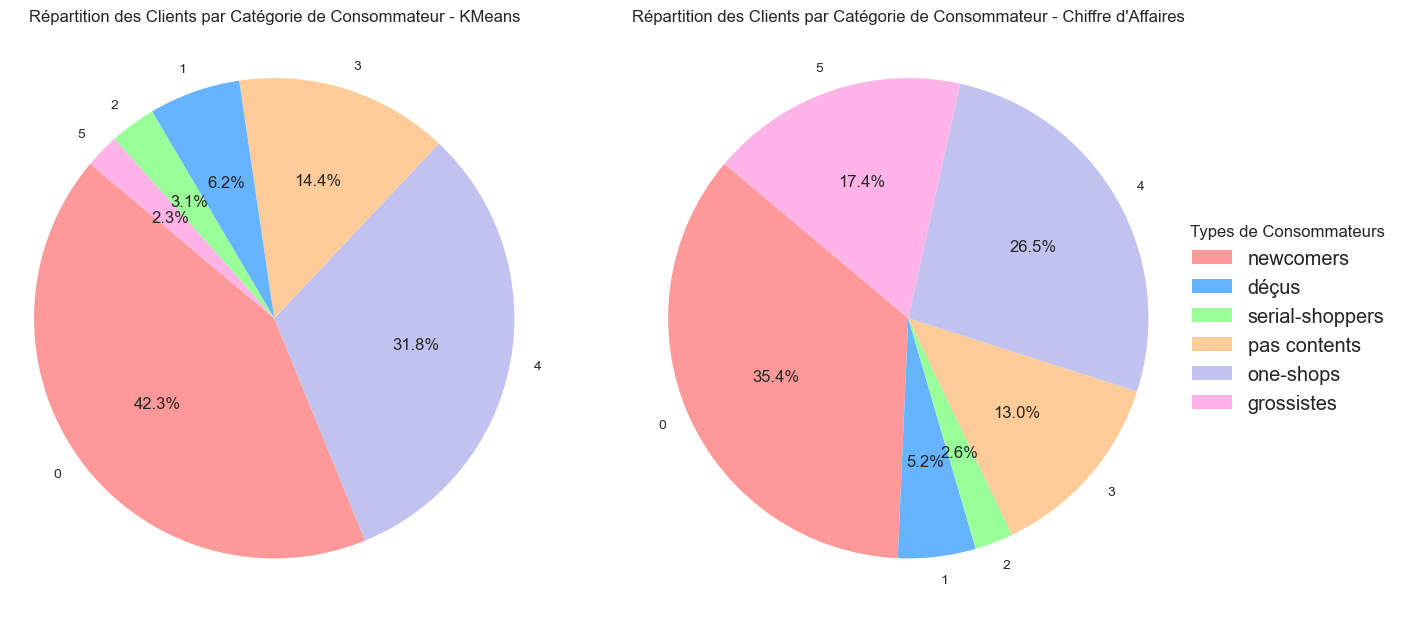 Répartition des Clients par Catégorie de Consommateur - KMeans
3
1
2
5
14.4%
6.2%
3.1%
2.3%
31.8%
4
42.3%
0
Répartition des Clients par Catégorie de Consommateur - Chiffre d'Affaires
5
17.4%
4
26.5%
35.4%
13.0%
0
2.6%
5.2%
3
2
1
Types de Consommateurs
newcomers
déçus
serial-shoppers
pas contents
one-shops
grossistes